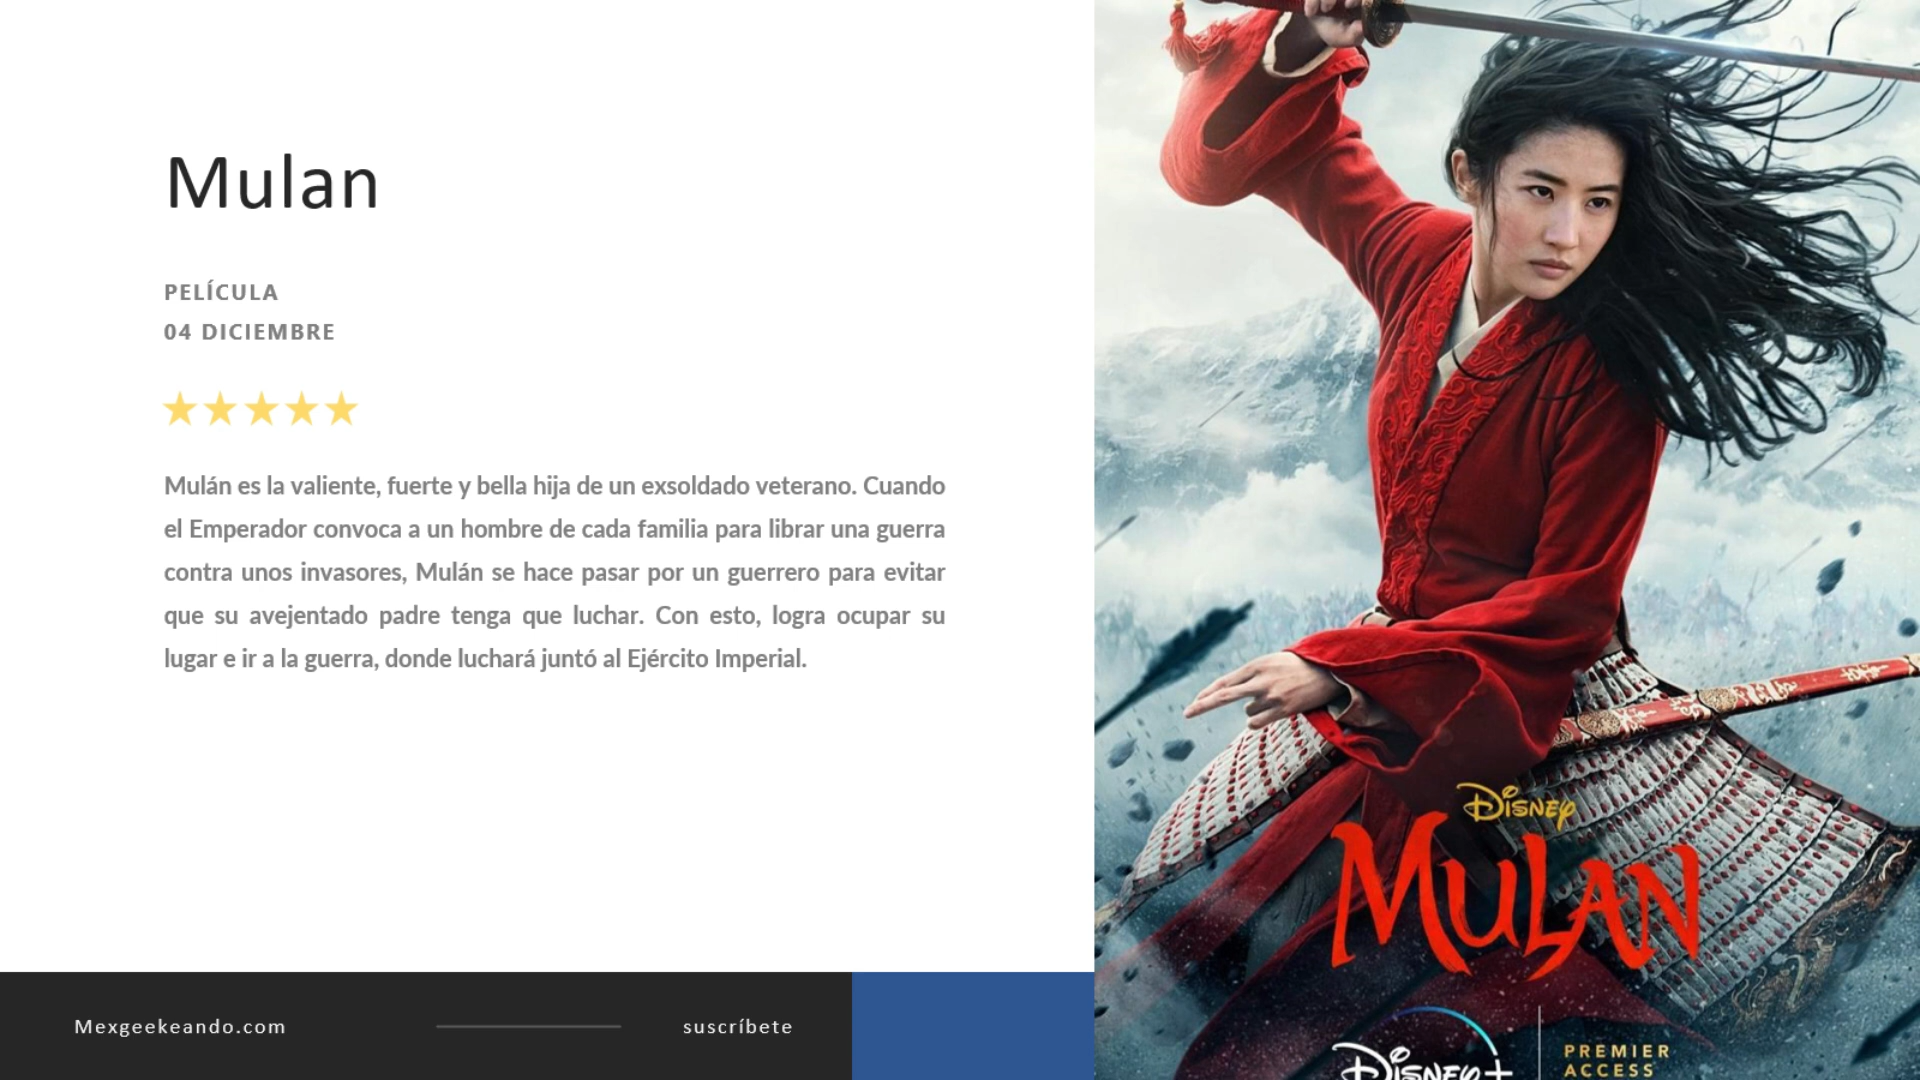 Mulan
PELÍCULA
04 DICIEMBRE
Mulán es la valiente, fuerte y bella hija de un exsoldado veterano. Cuando
el Emperador convoca a un hombre de cada familia para librar una guerra
contra unos invasores, Mulán se hace pasar por un guerrero para evitar
que su avejentado padre tenga que luchar. Con esto, logra ocupar su
lugar e ir a la guerra, donde luchará juntó al Ejército Imperial.
Mexgeekeando.com
suscríbete
DISNEY
MULAN
DISNEY+
PREMIER
ACCESS